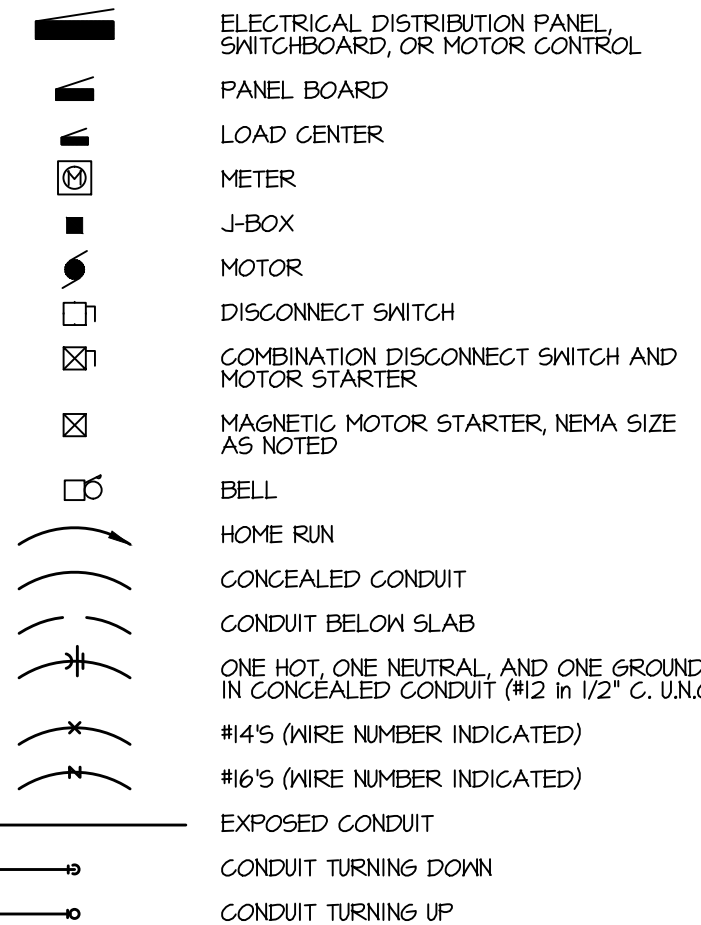 ELECTRICAL DISTRIBUTION PANEL,
SWITCHBOARD, OR MOTOR CONTROL
PANEL BOARD
LOAD CENTER
M
METER
J-BOX
MOTOR
DISCONNECT SWITCH
COMBINATION DISCONNECT SWITCH AND
MOTOR STARTER
MAGNETIC MOTOR STARTER, NEMA SIZE
AS NOTED
BELL
HOME RUN
CONCEALED CONDUIT
CONDUIT BELOW SLAB
ONE HOT, ONE NEUTRAL, AND ONE GROUND
IN CONCEALED CONDUIT (#12 in 1/2" C.
#14'S (WIRE NUMBER INDICATED)
#16'S (WIRE NUMBER INDICATED)
EXPOSED CONDUIT
CONDUIT TURNING DOWN
CONDUIT TURNING UP